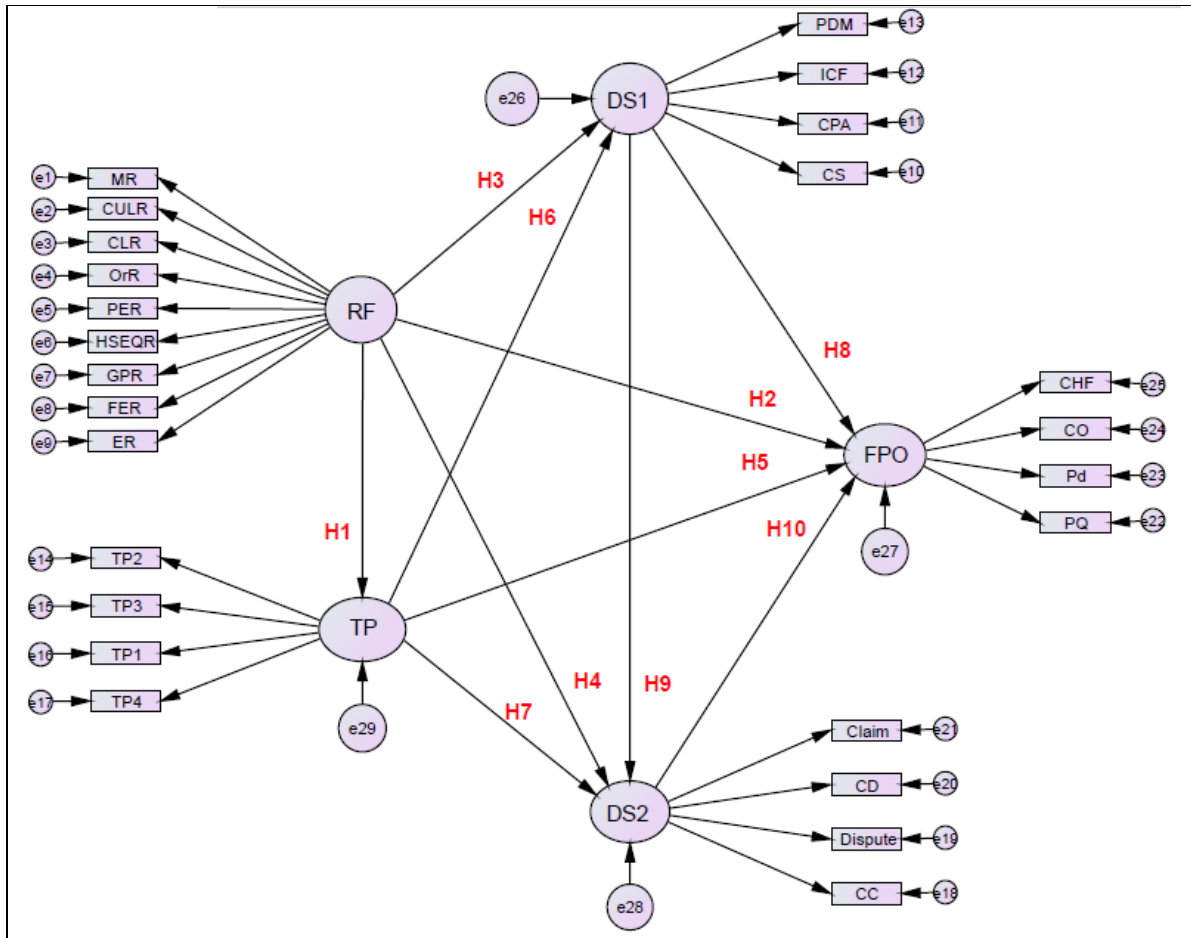 PDM e13
e26 DS1 ICF e12
CPA e11
CS e10
H3
H6
e1 MR
e2 CULR
e3 CLR
e4 OrR
e5 PER
e6 HSEQR
e7 GPR
e8 FER
e9 ER
RF
H8
H2
H5
H10
H1
FPO
e27
CHF e25
CO e24
Pd e23
PQ e22
e14 TP2
e15 TP3
e16 TP1
e17 TP4
TP
e29
H7
H4
H9
DS2
e28
Claim e21
CD e20
Dispute e19
CC e18